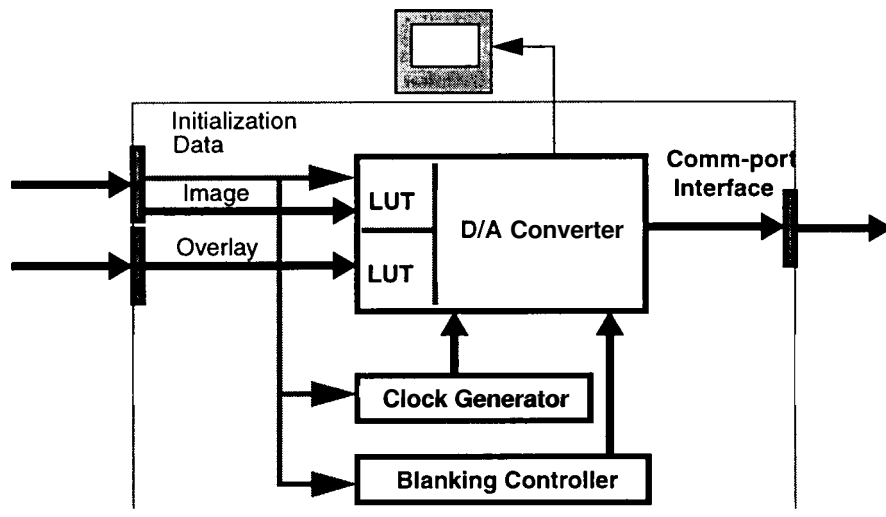 Initialization
Data
Image
Overlay
LUT
LUT
D/A Converter
Comm-port
Interface
Clock Generator
Blanking Controller